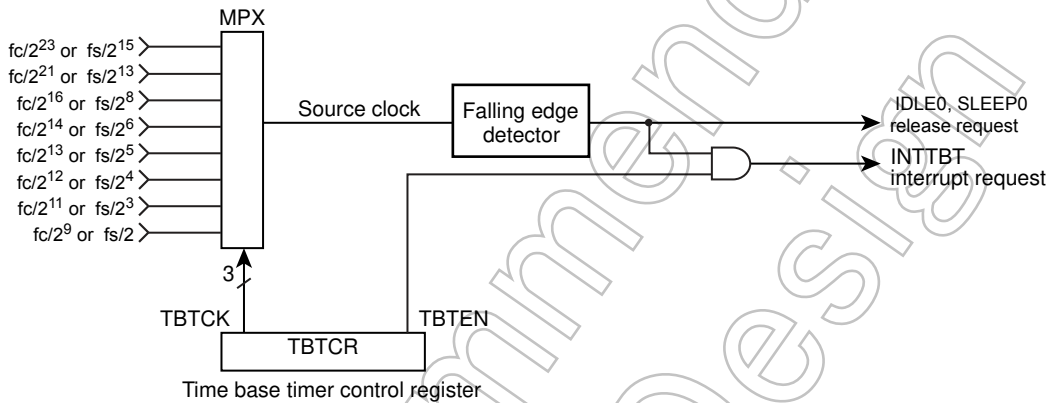 MPX
fc/2^23 or fs/2^15
fc/2^21 or fs/2^13
fc/2^16 or fs/2^8
fc/2^14 or fs/2^6
fc/2^13 or fs/2^5
fc/2^12 or fs/2^4
fc/2^11 or fs/2^3
fc/2^9 or fs/2
Source clock
Falling edge
detector
IDLE0, SLEEP0
release request
INTTBT
interrupt request
3
TBTCK
TBTEN
TBTCR
Time base timer control register